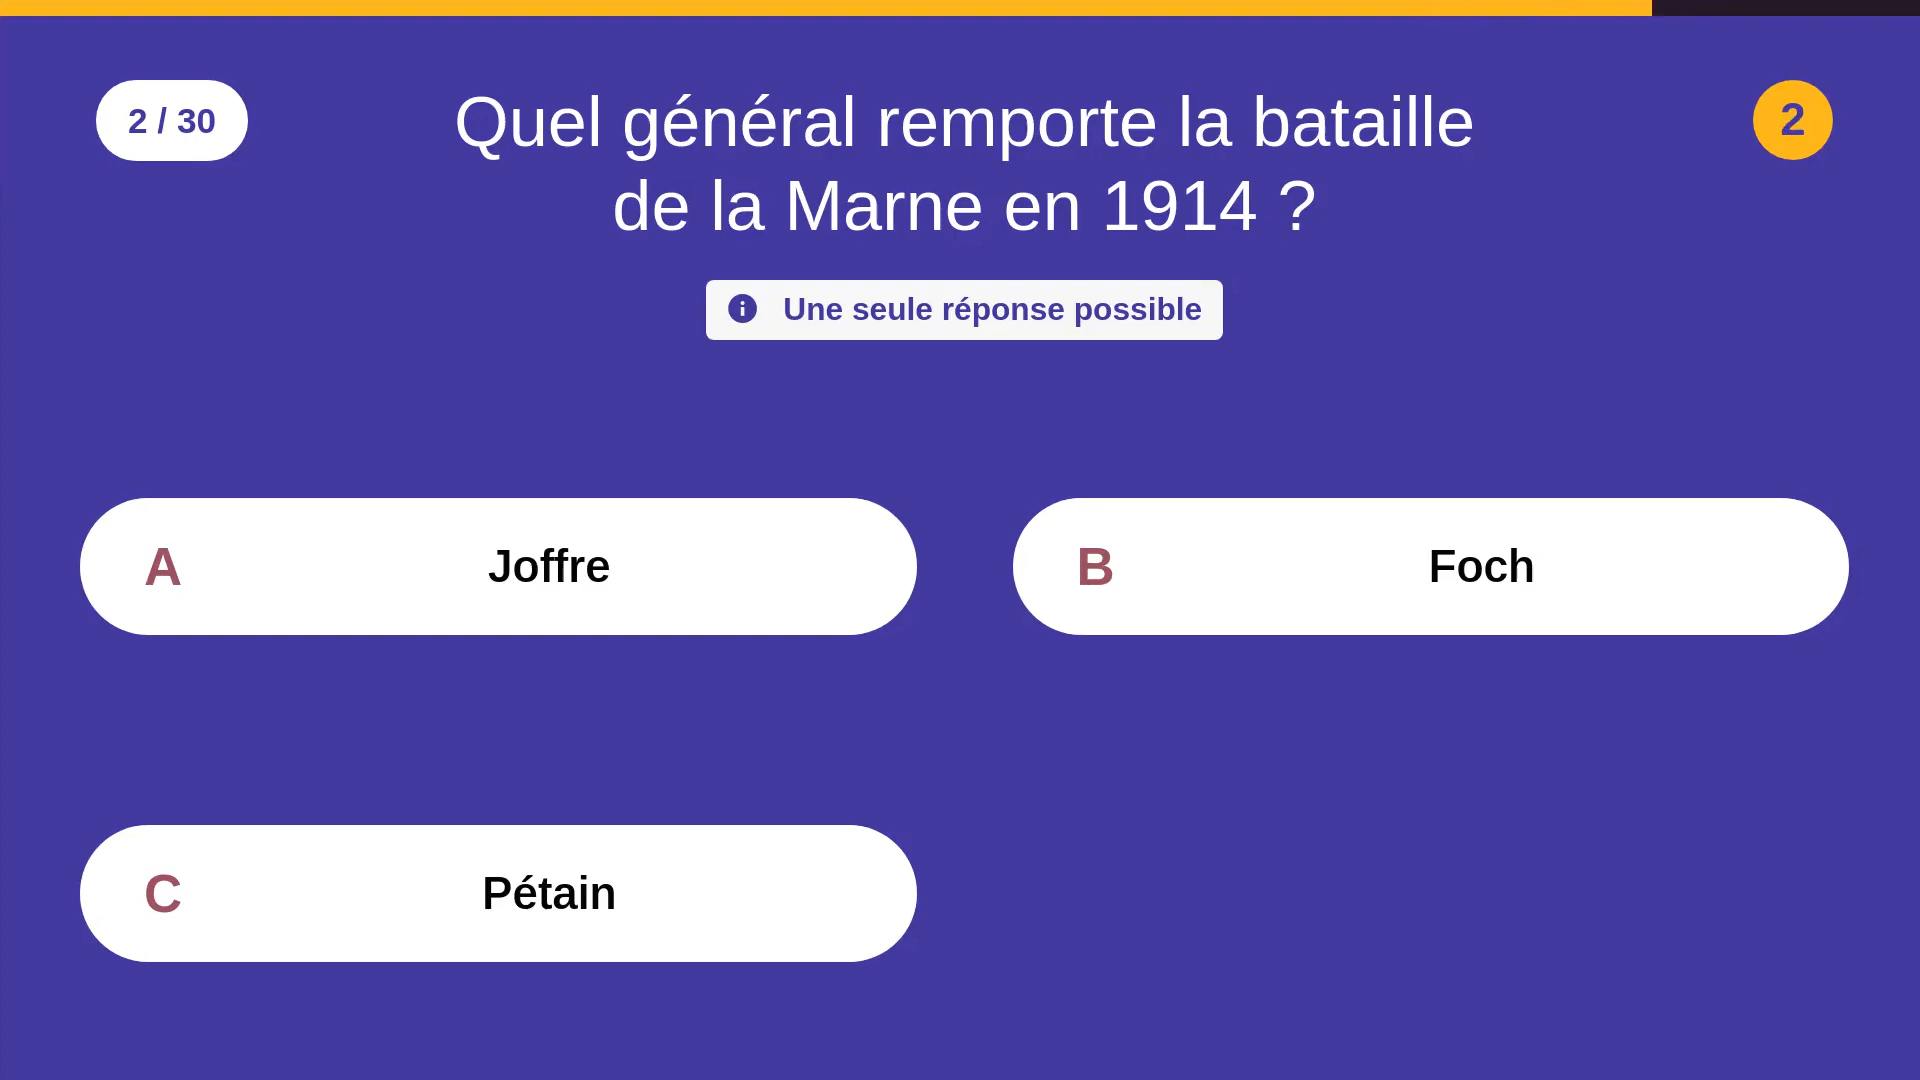 2 / 30
Quel général remporte la bataille
de la Marne en 1914 ?
2
Une seule réponse possible
A Joffre
B Foch
C Pétain